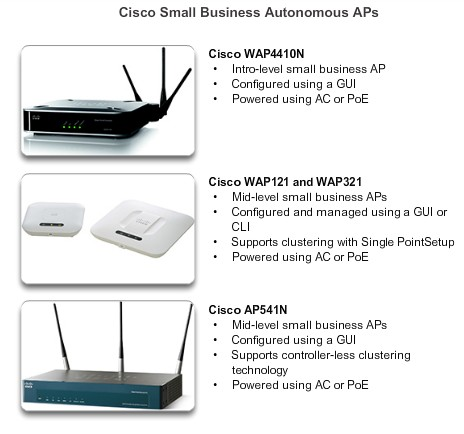 Cisco Small Business Autonomous APs
Cisco WAP4410N
• Intro-level small business AP
• Configured using a GUI
• Powered using AC or PoE
Cisco WAP121 and WAP321
• Mid-level small business APs
• Configured and managed using a GUI or
CLI
• Supports clustering with Single PointSetup
• Powered using AC or PoE
Cisco AP541N
• Mid-level small business APs
• Configured using a GUI
• Supports controller-less clustering
technology
• Powered using AC or PoE